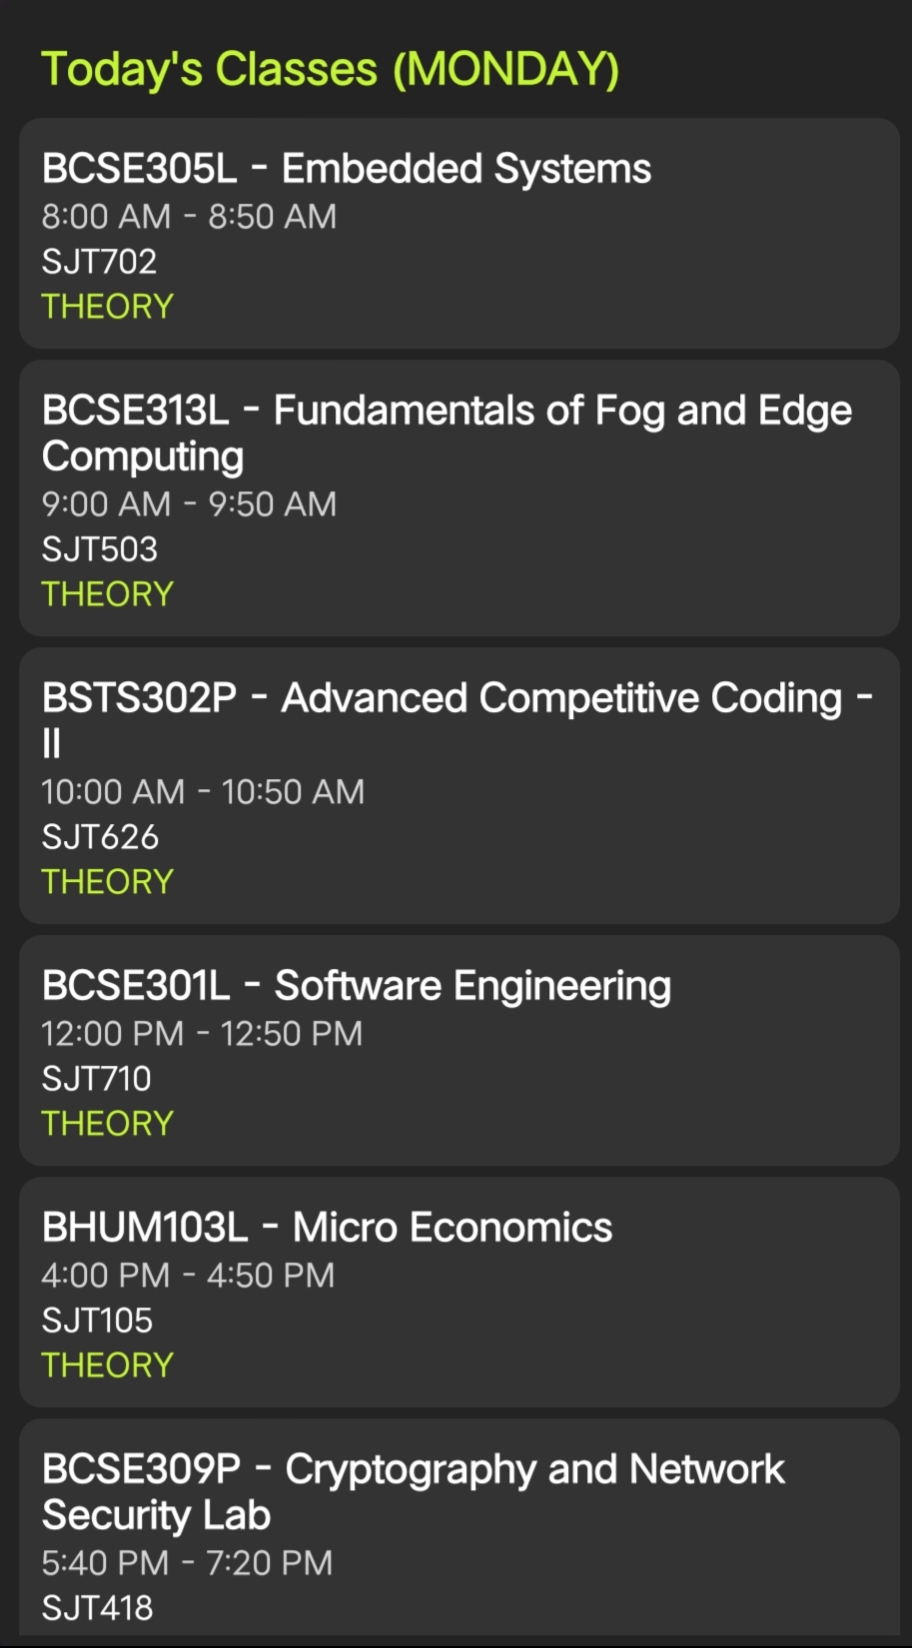 Today's Classes (MONDAY)
BCSE305L - Embedded Systems
8:00 AM - 8:50 AM
SJT702
THEORY
BCSE313L - Fundamentals of Fog and Edge
Computing
9:00 AM - 9:50 AM
SJT503
THEORY
BSTS302P - Advanced Competitive Coding -
II
10:00 AM - 10:50 AM
SJT626
THEORY
BCSE301L - Software Engineering
12:00 PM - 12:50 PM
SJT710
THEORY
BHUM103L - Micro Economics
4:00 PM - 4:50 PM
SJT105
THEORY
BCSE309P - Cryptography and Network
Security Lab
5:40 PM - 7:20 PM
SJT418